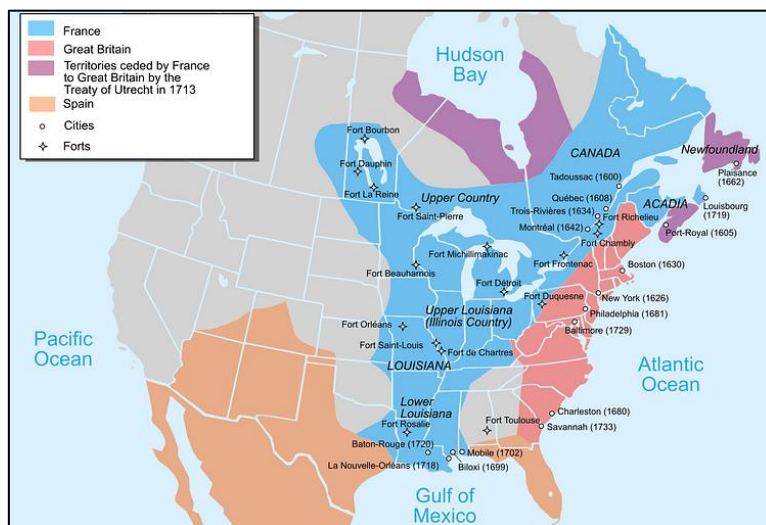 France
Great Britain
Territories ceded by France
to Great Britain by the
Treaty of Utrecht in 1713
Spain
Cities
Forts
Hudson
Bay
Fort Bourbon
Fort Dauphin
Fort La Reine
Upper Country
Fort Saint-Pierre
CANADA
Tadoussac (1600)
Québec (1608)
Trois-Rivières (1634)
Fort Richelieu
Montréal (1642)
Fort Chambly
Newfoundland
Plaisance
(1662)
ACADIA
Louisbourg
(1719)
Port-Royal (1605)
Fort Michillimakinac
Fort Frontenac
Fort Beauharnois
Fort Détroit
Boston (1630)
Fort Duquesne
New York (1626)
Philadelphia (1681)
Baltimore (1729)
Upper Louisiana
(Illinois Country)
Fort Orléans
Fort Saint-Louis
Fort de Chartres
LOUISIANA
Pacific
Ocean
Atlantic
Ocean
Lower
Louisiana
Fort Rosalie
Fort Toulouse
Charleston (1680)
Savannah (1733)
Baton-Rouge (1720)
Mobile (1702)
La Nouvelle-Orléans (1718)
Biloxi (1699)
Gulf of
Mexico